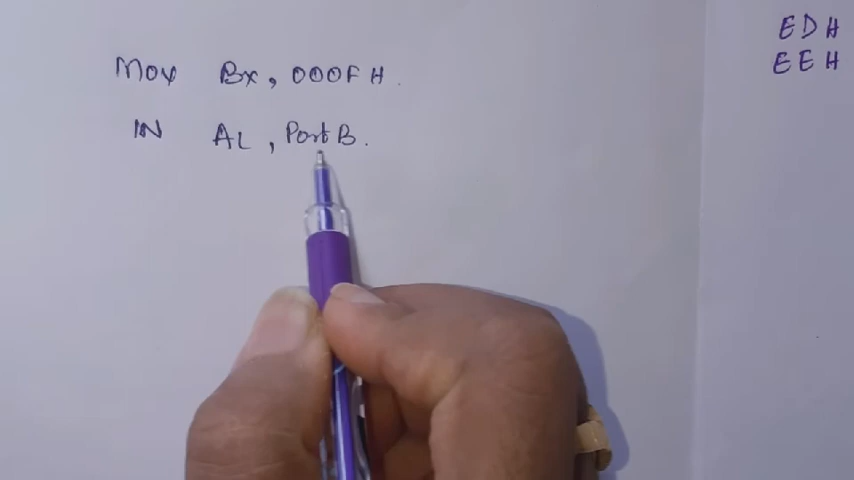 MOV BX, 000FH.
IN AL, Port B.
EDH
EEH